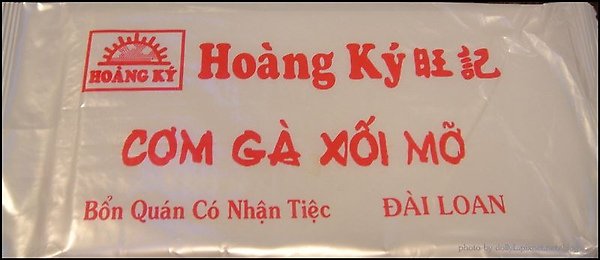 HOÀNG KÝ
Hoàng Ký 旺記
CƠM GÀ XỐI MỠ
Bổn Quán Có Nhận Tiệc ĐÀI LOAN